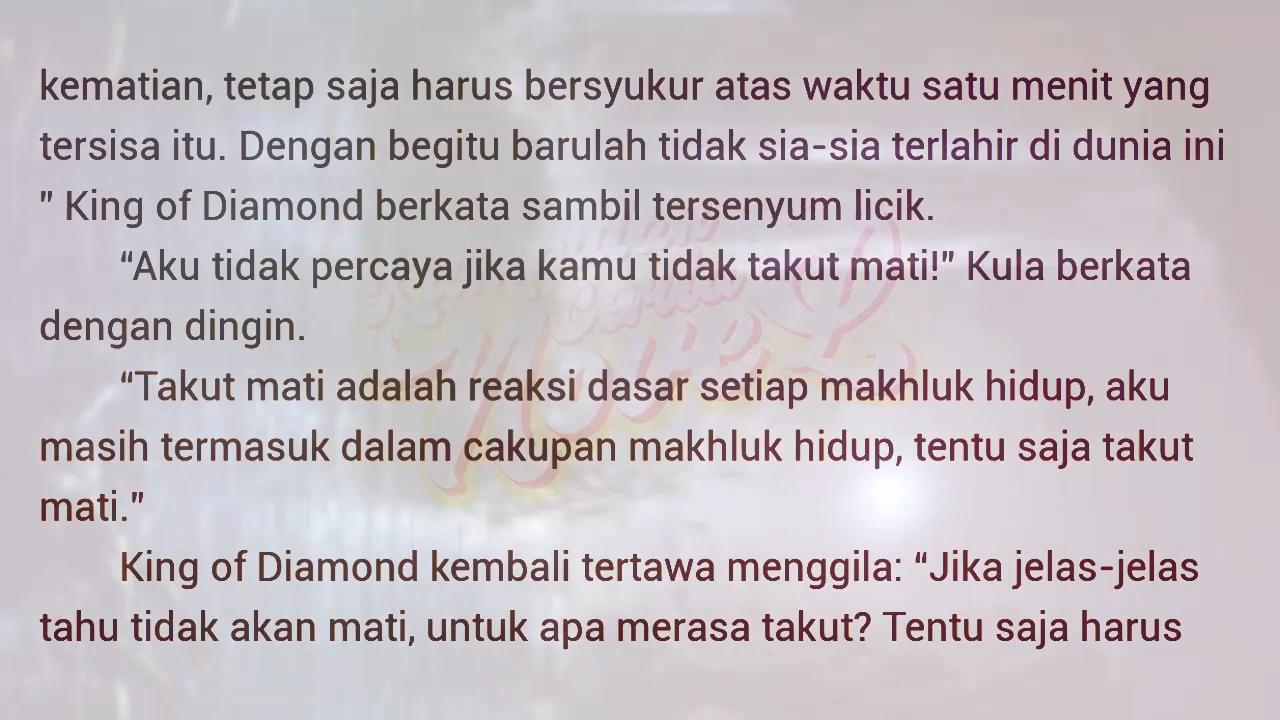 kematian, tetap saja harus bersyukur atas waktu satu menit yang
tersisa itu. Dengan begitu barulah tidak sia-sia terlahir di dunia ini
" King of Diamond berkata sambil tersenyum licik.
“Aku tidak percaya jika kamu tidak takut mati!" Kula berkata
dengan dingin.
“Takut mati adalah reaksi dasar setiap makhluk hidup, aku
masih termasuk dalam cakupan makhluk hidup, tentu saja takut
mati."
King of Diamond kembali tertawa menggila: “Jika jelas-jelas
tahu tidak akan mati, untuk apa merasa takut? Tentu saja harus